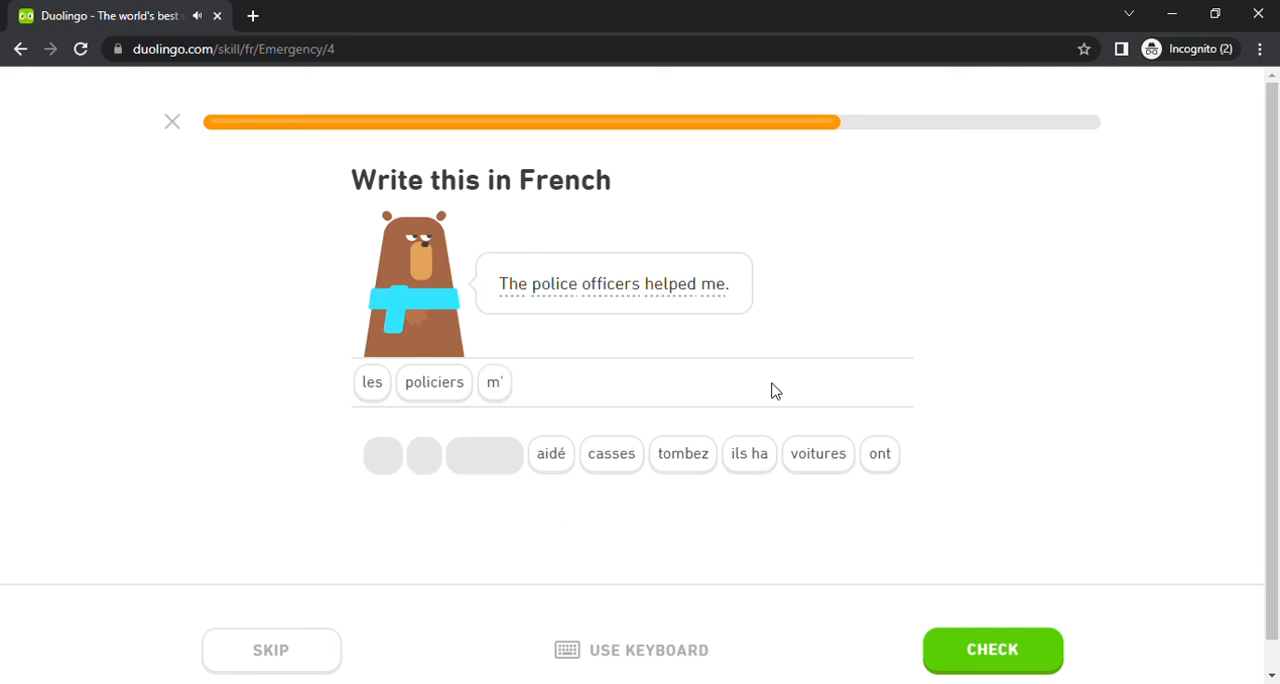 Duolingo - The world's best
duolingo.com/skill/fr/Emergency/4
Incognito (2)
Write this in French
The police officers helped me.
les policiers m'
aidé casses tombez ils ha voitures ont
SKIP
USE KEYBOARD
CHECK